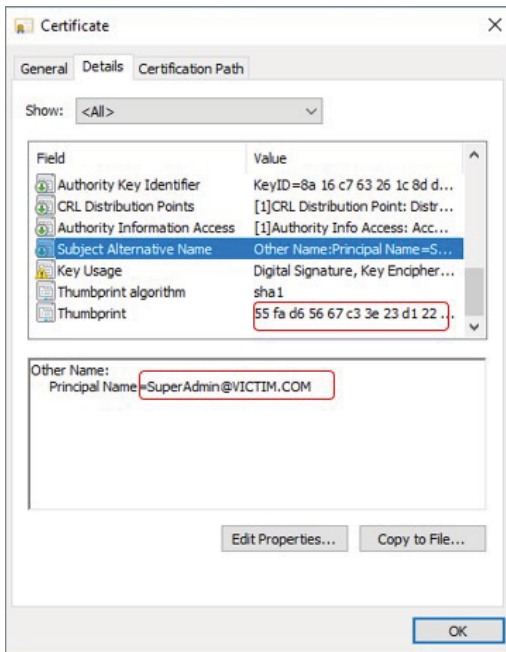 Certificate
General Details Certification Path
Show: <All>
Field Value
Authority Key Identifier KeyID=8a 16 c7 63 26 1c 8d d...
CRL Distribution Points [1]CRL Distribution Point: Distr...
Authority Information Access [1]Authority Info Access: Acc...
Subject Alternative Name Other Name:Principal Name=S...
Key Usage Digital Signature, Key Encipher...
Thumbprint algorithm sha1
Thumbprint 55 fa d6 56 67 c3 3e 23 d1 22 ...
Other Name:
Principal Name=SuperAdmin@VICTIM.COM
Edit Properties... Copy to File...
OK